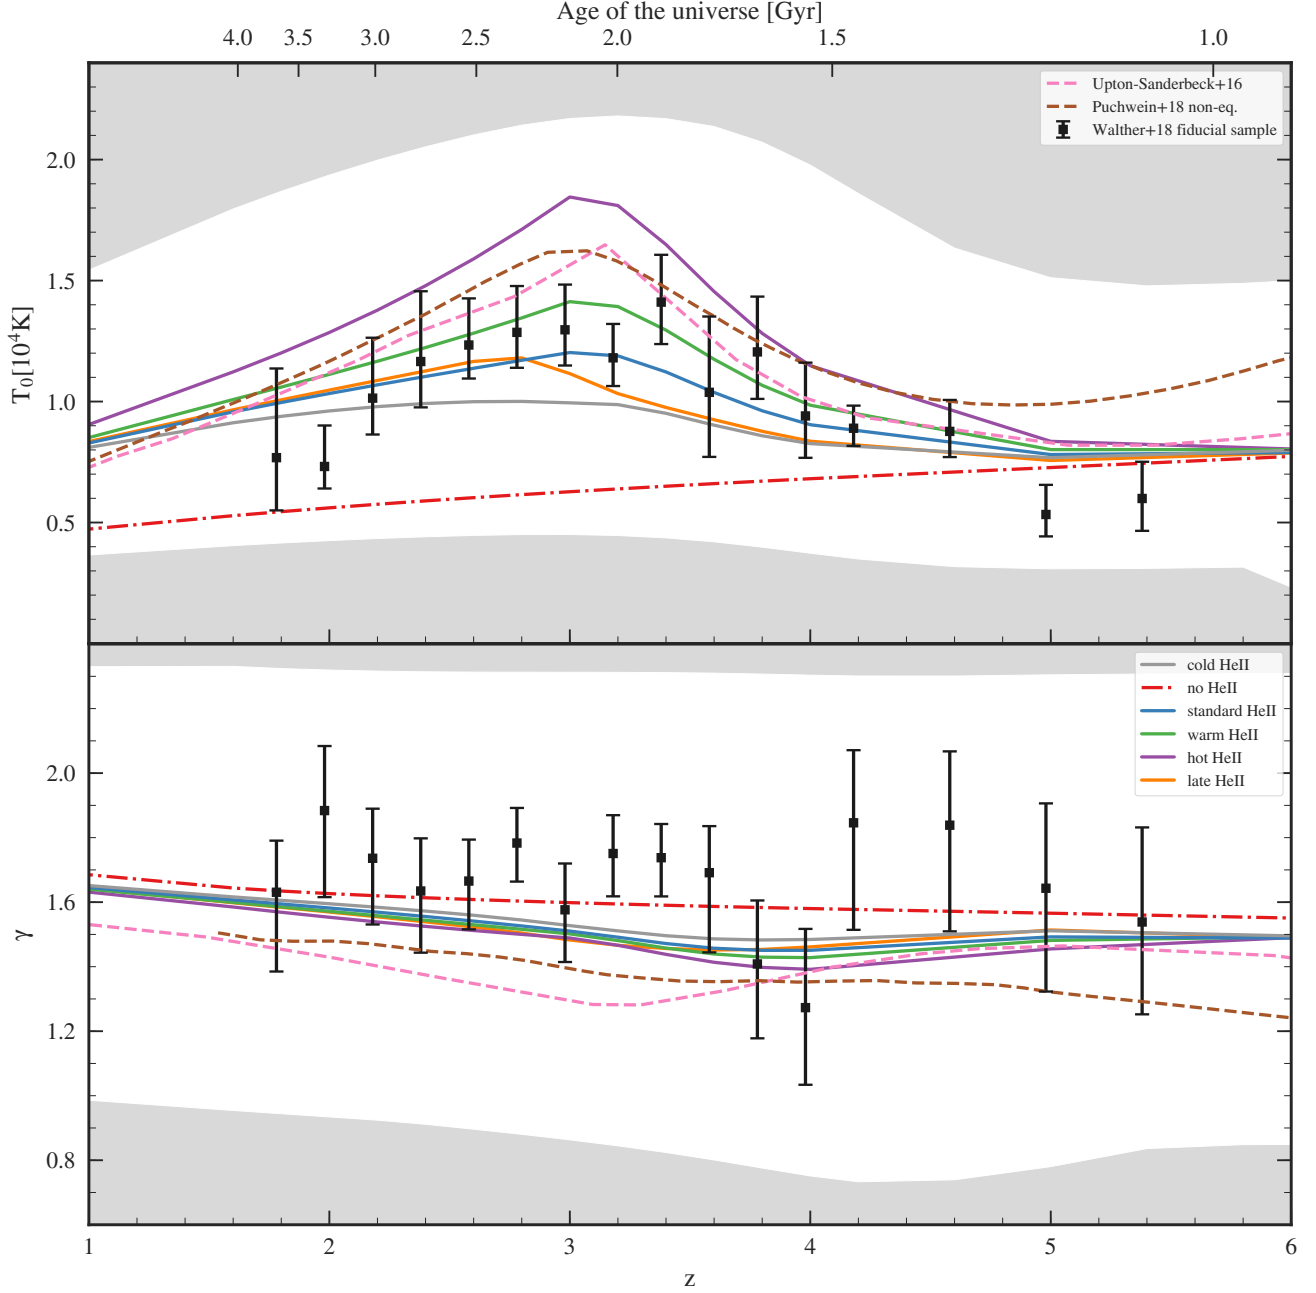 Age of the universe [Gyr]
4.0 3.5 3.0 2.5 2.0 1.5 1.0
Upton-Sanderbeck+16
Puchwein+18 non-eq.
Walther+18 fiducial sample
2.0
1.5
1.0
0.5
T₀[10⁴K]
cold HeII
no HeII
standard HeII
warm HeII
hot HeII
late HeII
2.0
1.6
1.2
0.8
γ
1 2 3 4 5 6
z